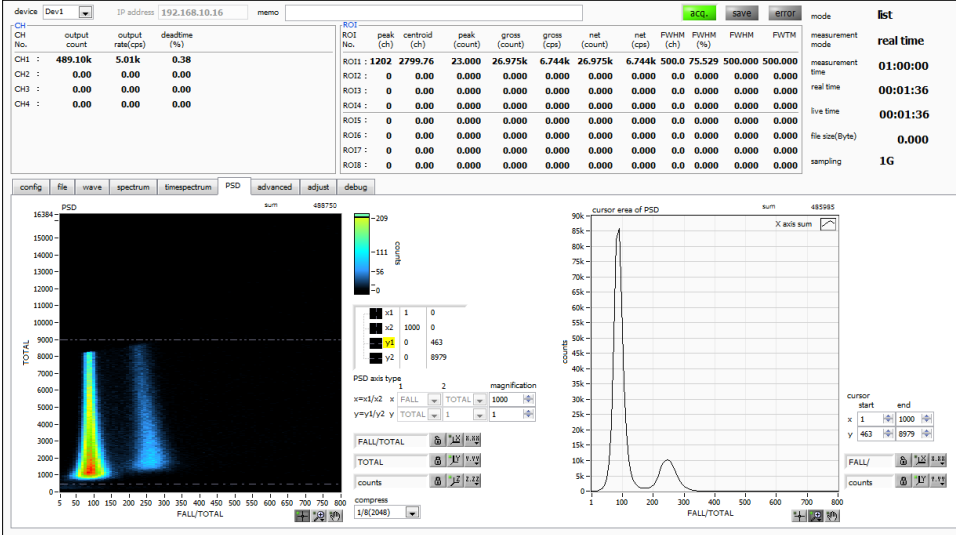 device Dev1 IP address 192.168.10.16 memo acq. save error mode list
CH
CH No. output count output rate(cps) deadtime (%)
CH1 : 489.10k 5.01k 0.38
CH2 : 0.00 0.00 0.00
CH3 : 0.00 0.00 0.00
CH4 : 0.00 0.00 0.00
ROI
ROI No. peak (ch) centroid (ch) peak (count) gross (count) gross (cps) net (count) net (cps) FWHM (ch) FWHM (%) FWHM FWTM
ROI1 : 1202 2799.76 23.000 26.975k 6.744k 26.975k 6.744k 500.0 75.529 500.000 500.000
ROI2 : 0 0.00 0.000 0.000 0.000 0.000 0.000 0.0 0.000 0.000 0.000
ROI3 : 0 0.00 0.000 0.000 0.000 0.000 0.000 0.0 0.000 0.000 0.000
ROI4 : 0 0.00 0.000 0.000 0.000 0.000 0.000 0.0 0.000 0.000 0.000
ROI5 : 0 0.00 0.000 0.000 0.000 0.000 0.000 0.0 0.000 0.000 0.000
ROI6 : 0 0.00 0.000 0.000 0.000 0.000 0.000 0.0 0.000 0.000 0.000
ROI7 : 0 0.00 0.000 0.000 0.000 0.000 0.000 0.0 0.000 0.000 0.000
ROI8 : 0 0.00 0.000 0.000 0.000 0.000 0.000 0.0 0.000 0.000 0.000
measurement mode real time
measurement time 01:00:00
real time 00:01:36
live time 00:01:36
file size(Byte) 0.000
sampling 1G
config file wave spectrum timespectrum PSD advanced adjust debug
PSD sum 488750
16384
15000
14000
13000
12000
11000
10000
9000
8000
7000
6000
5000
4000
3000
2000
1000
0
TOTAL
5 50 100 150 200 250 300 350 400 450 500 550 600 650 700 750 800
FALL/TOTAL
209
111
56
0
counts
x1 1 0
x2 1000 0
y1 0 463
y2 0 8979
PSD axis type
1 2 magnification
x=x1/x2 x FALL TOTAL 1000
y=y1/y2 y TOTAL 1 1
FALL/TOTAL X X.XX
TOTAL Y Y.YY
counts Z Z.ZZ
compress
1/8(2048)
cursor erea of PSD sum 485985
X axis sum
90k
85k
80k
75k
70k
65k
60k
55k
50k
45k
40k
35k
30k
25k
20k
15k
10k
5k
0
counts
1 100 200 300 400 500 600 700 800
FALL/TOTAL
cursor
start end
x 1 1000
y 463 8979
FALL/ X X.XX
counts Y Y.YY